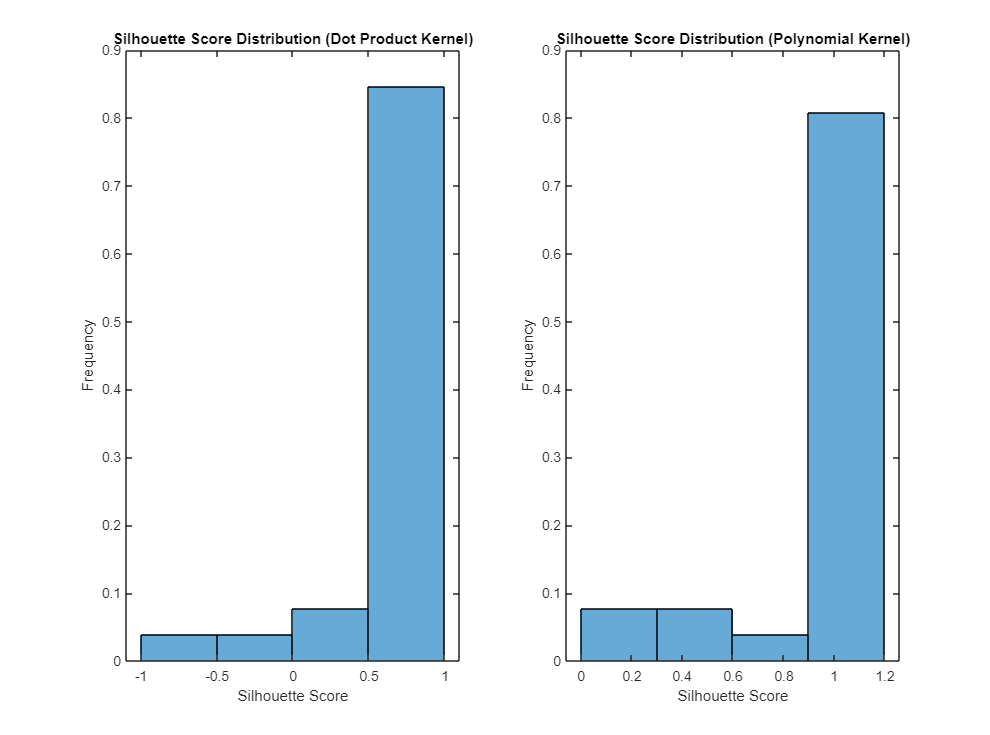 Silhouette Score Distribution (Dot Product Kernel)
0.9
0.8
0.7
0.6
0.5
0.4
0.3
0.2
0.1
0
Frequency
-1 -0.5 0 0.5 1
Silhouette Score
Silhouette Score Distribution (Polynomial Kernel)
0.9
0.8
0.7
0.6
0.5
0.4
0.3
0.2
0.1
0
Frequency
0 0.2 0.4 0.6 0.8 1 1.2
Silhouette Score